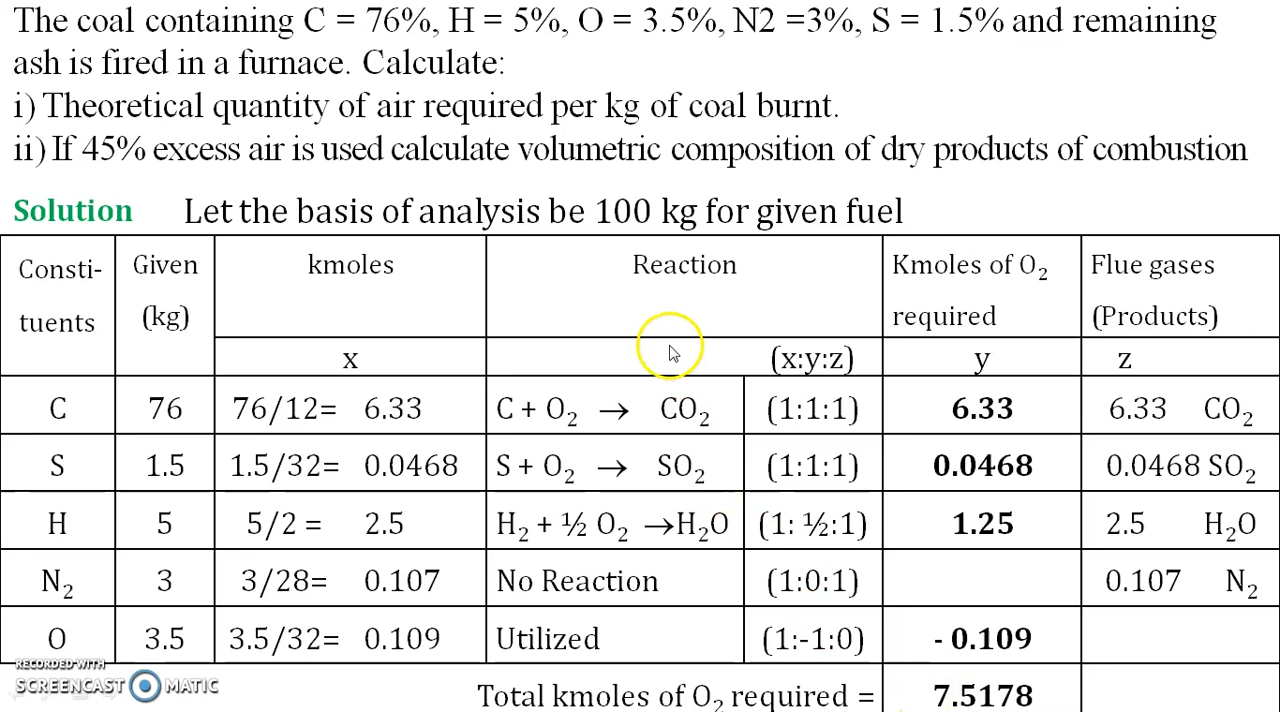 The coal containing C = 76%, H = 5%, O = 3.5%, N2 =3%, S = 1.5% and remaining
ash is fired in a furnace. Calculate:
i) Theoretical quantity of air required per kg of coal burnt.
ii) If 45% excess air is used calculate volumetric composition of dry products of combustion
Solution Let the basis of analysis be 100 kg for given fuel
Consti- Given kmoles Reaction Kmoles of O₂ Flue gases
tuents (kg) required (Products)
x (x:y:z) y z
C 76 76/12= 6.33 C + O₂ → CO₂ (1:1:1) 6.33 6.33 CO₂
S 1.5 1.5/32= 0.0468 S + O₂ → SO₂ (1:1:1) 0.0468 0.0468 SO₂
H 5 5/2 = 2.5 H₂ + ½ O₂ →H₂O (1: ½:1) 1.25 2.5 H₂O
N₂ 3 3/28= 0.107 No Reaction (1:0:1) 0.107 N₂
O 3.5 3.5/32= 0.109 Utilized (1:-1:0) - 0.109
RECORDED WITH
SCREENCAST MATIC
Total kmoles of O₂ required = 7.5178